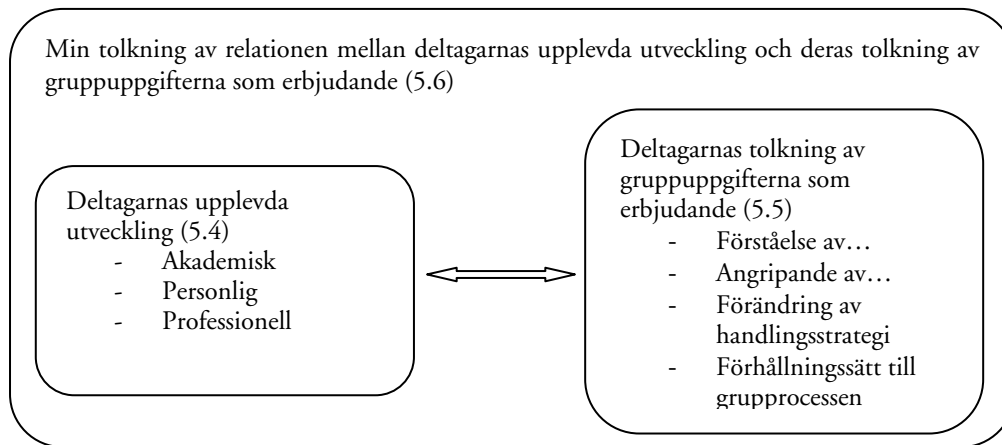 Min tolkning av relationen mellan deltagarnas upplevda utveckling och deras tolkning av
gruppuppgifterna som erbjudande (5.6)
Deltagarnas upplevda
utveckling (5.4)
- Akademisk
- Personlig
- Professionell
Deltagarnas tolkning av
gruppuppgifterna som
erbjudande (5.5)
- Förståelse av…
- Angripande av…
- Förändring av
handlingsstrategi
- Förhållningssätt till
grupprocessen